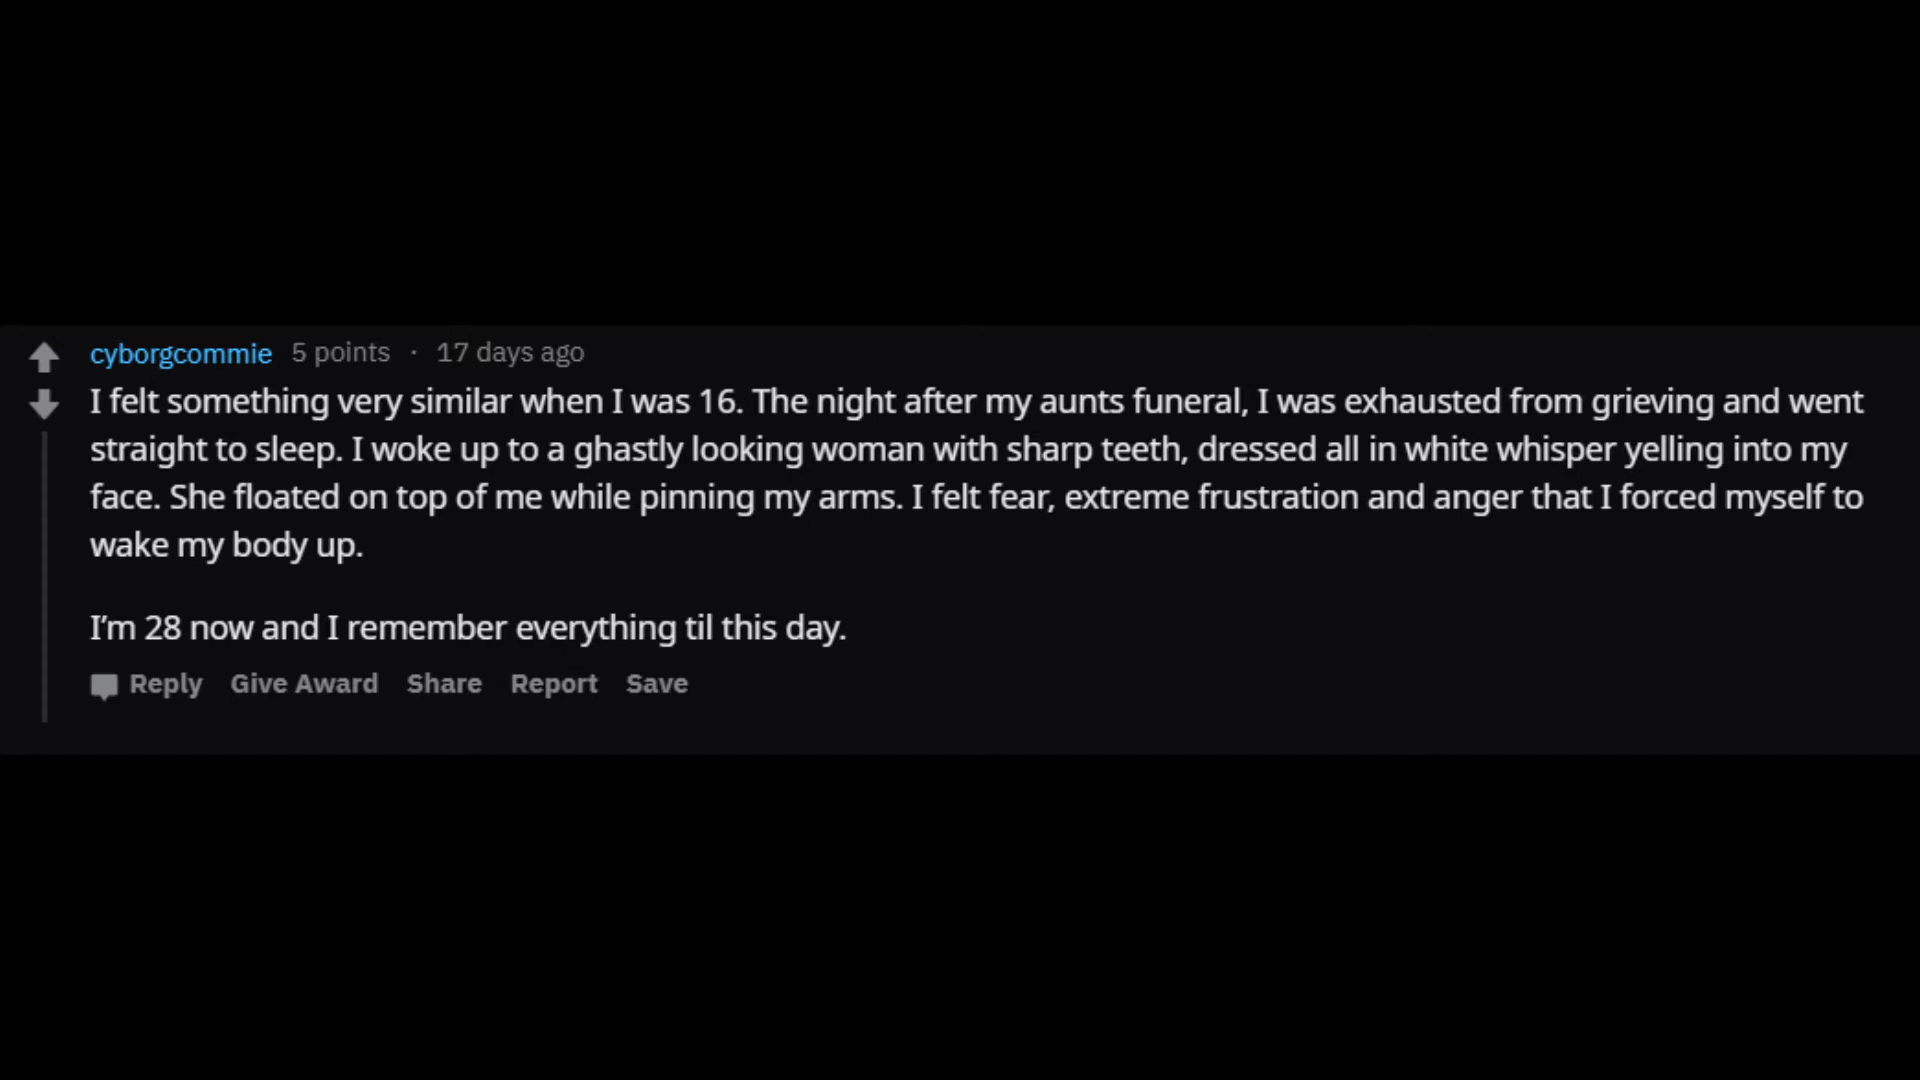 cyborgcommie 5 points · 17 days ago
I felt something very similar when I was 16. The night after my aunts funeral, I was exhausted from grieving and went
straight to sleep. I woke up to a ghastly looking woman with sharp teeth, dressed all in white whisper yelling into my
face. She floated on top of me while pinning my arms. I felt fear, extreme frustration and anger that I forced myself to
wake my body up.
I’m 28 now and I remember everything til this day.
Reply Give Award Share Report Save